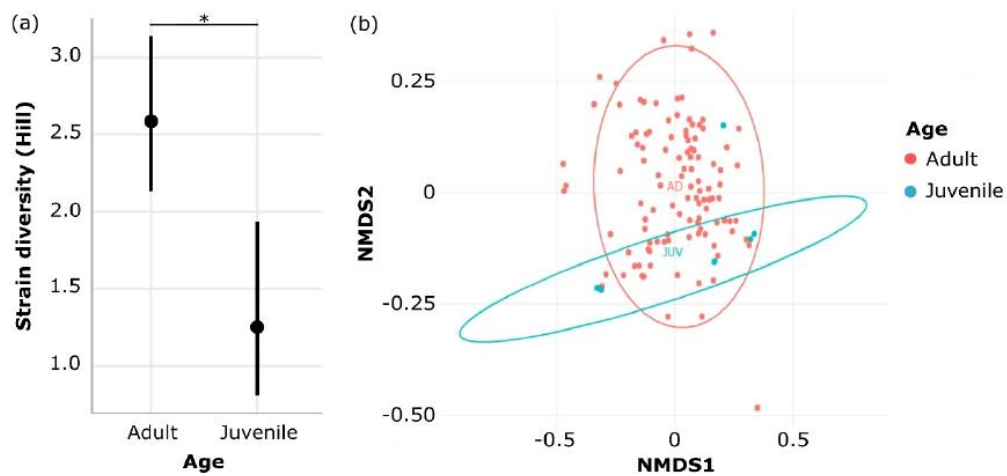 (a)
*
Strain diversity (Hill)
3.0
2.5
2.0
1.5
1.0
Adult Juvenile
Age
(b)
NMDS2
0.25
0
-0.25
-0.50
AD
JUV
-0.5 0 0.5
NMDS1
Age
Adult
Juvenile